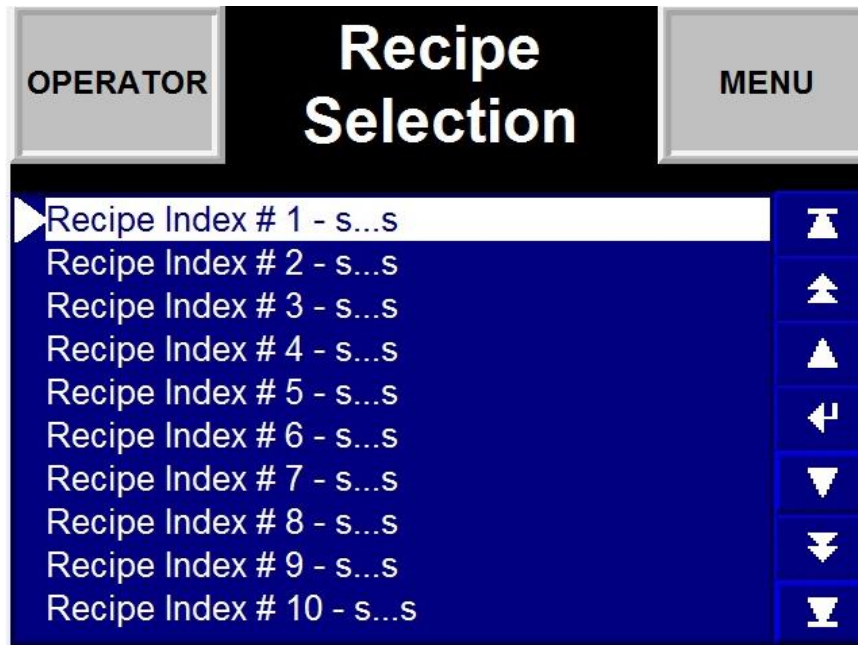 OPERATOR
Recipe
Selection
MENU
Recipe Index # 1 - s...s
Recipe Index # 2 - s...s
Recipe Index # 3 - s...s
Recipe Index # 4 - s...s
Recipe Index # 5 - s...s
Recipe Index # 6 - s...s
Recipe Index # 7 - s...s
Recipe Index # 8 - s...s
Recipe Index # 9 - s...s
Recipe Index # 10 - s...s